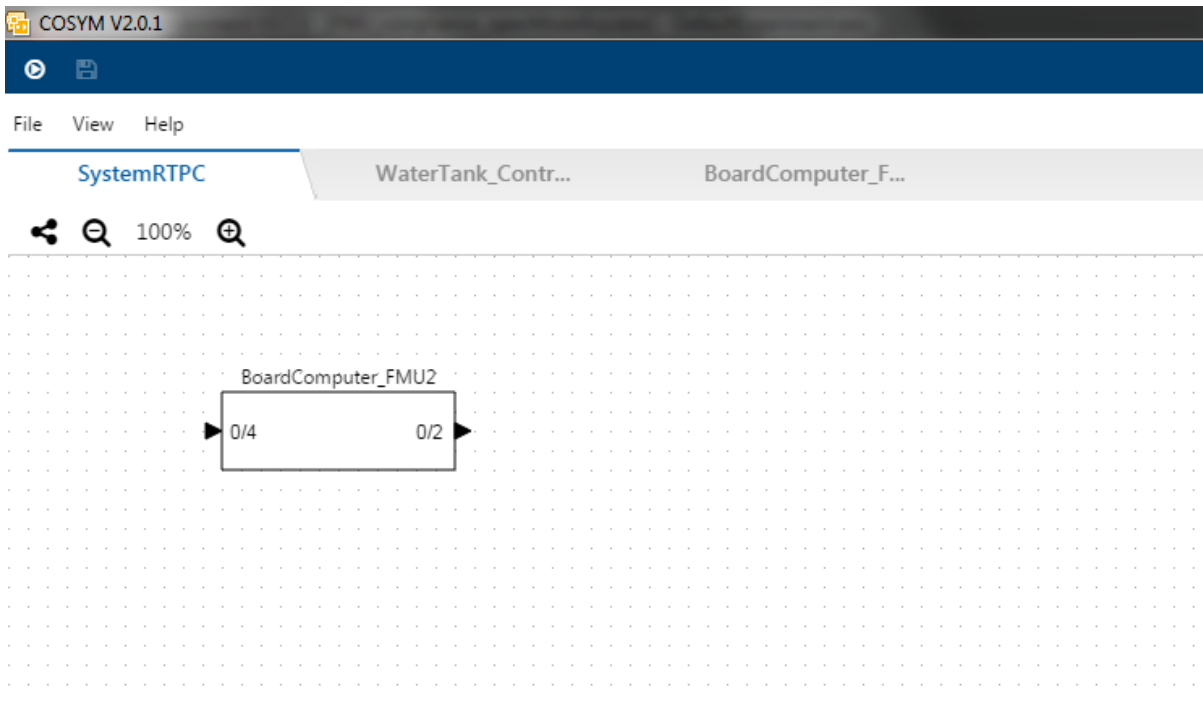 COSYM V2.0.1
File View Help
SystemRTPC WaterTank_Contr... BoardComputer_F...
100%
BoardComputer_FMU2
0/4 0/2